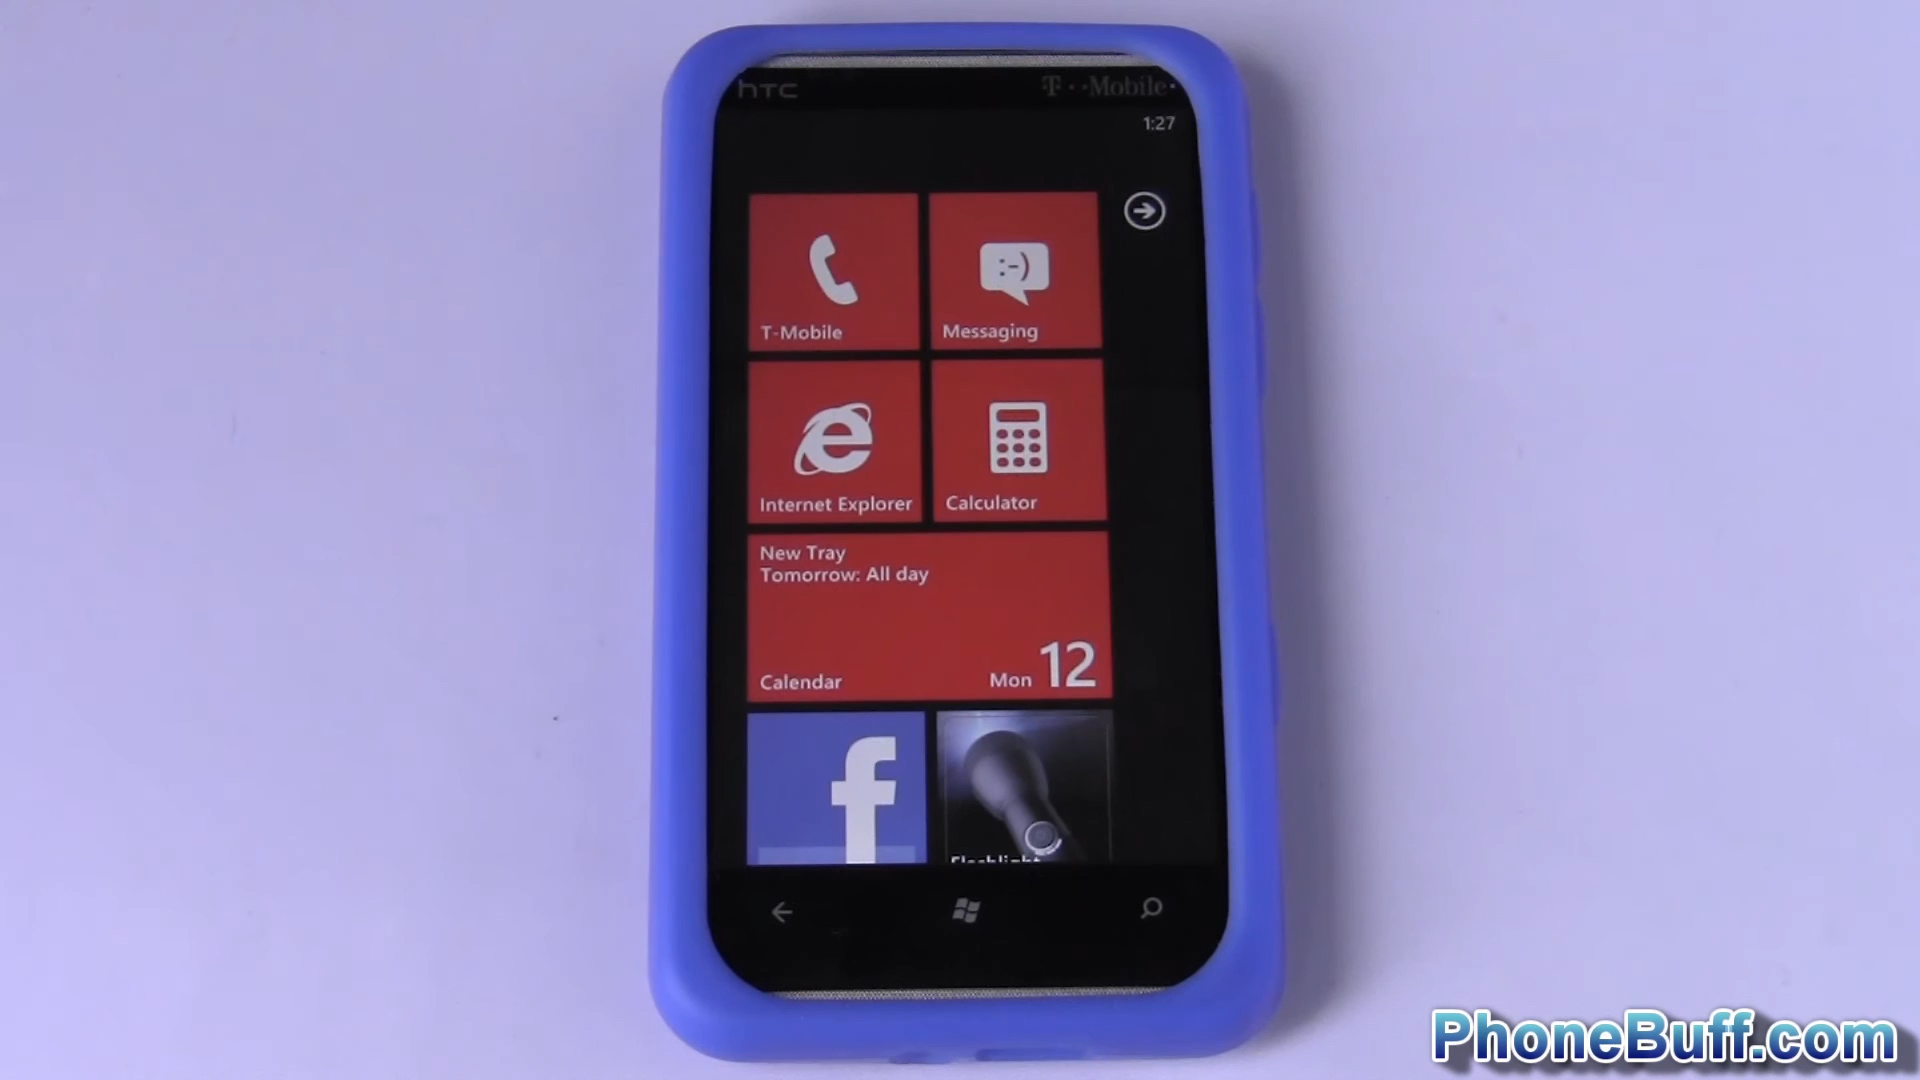 hTC T··Mobile·
1:27
:-)
T-Mobile
Messaging
Internet Explorer
Calculator
New Tray
Tomorrow: All day
Calendar
Mon 12
f
Flashlight
PhoneBuff.com